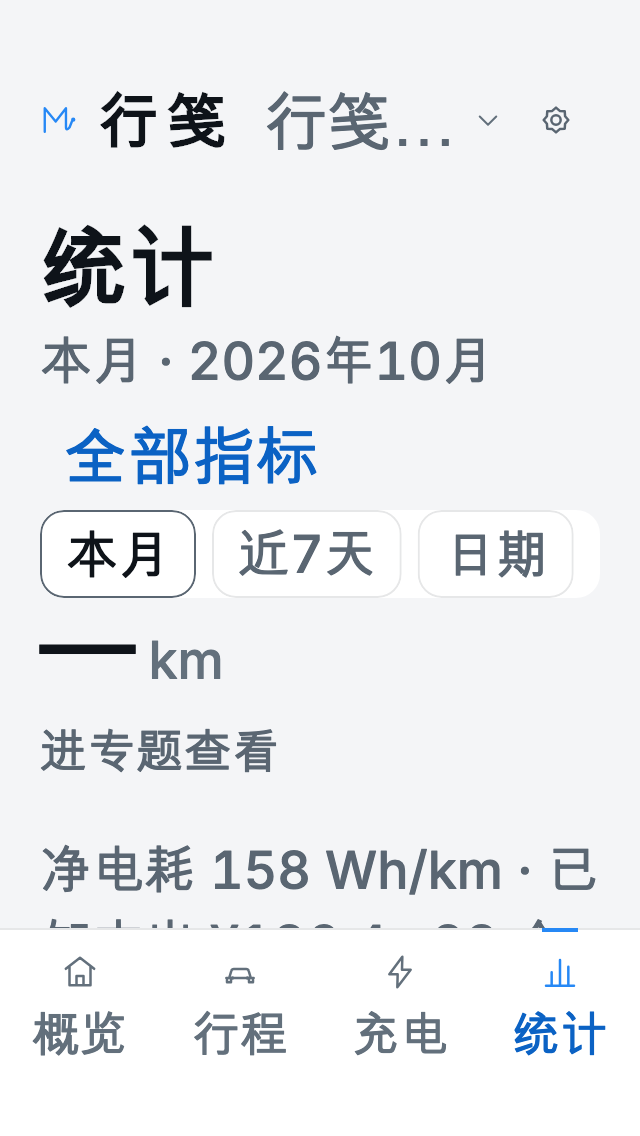 行笺 行笺...
统计
本月 · 2026年10月
全部指标
本月 近7天 日期
— km
进专题查看
净电耗 158 Wh/km · 已
概览 行程 充电 统计